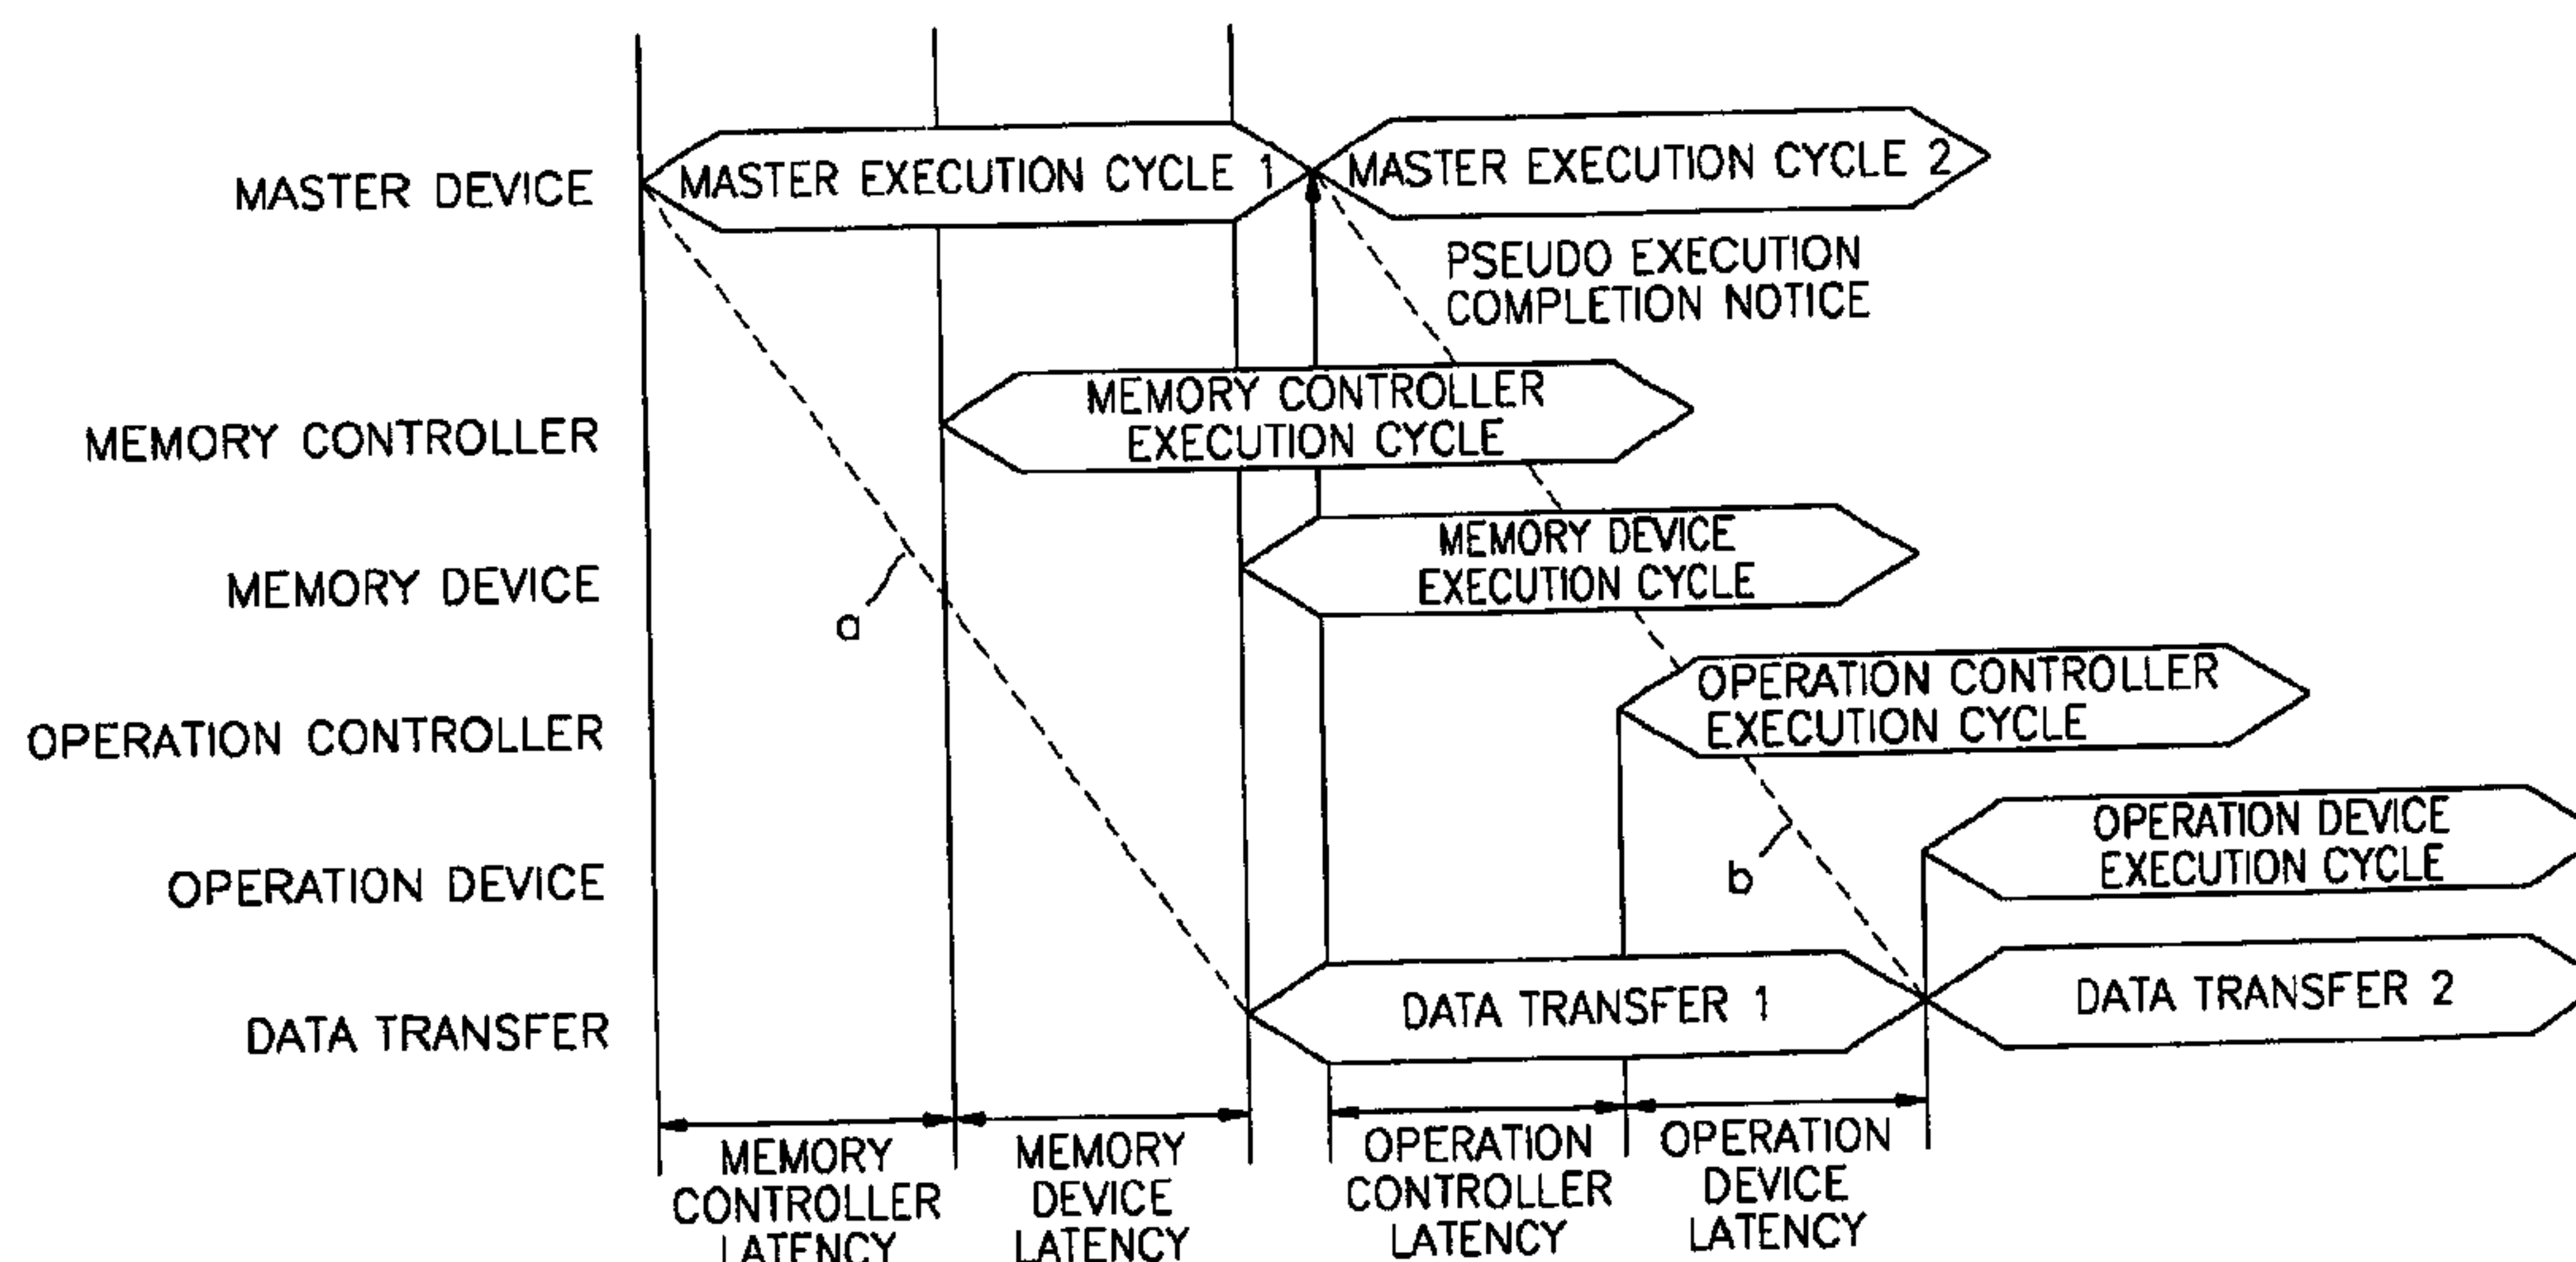 MASTER DEVICE
MASTER EXECUTION CYCLE 1
MASTER EXECUTION CYCLE 2
PSEUDO EXECUTION
COMPLETION NOTICE
MEMORY CONTROLLER
MEMORY CONTROLLER
EXECUTION CYCLE
MEMORY DEVICE
MEMORY DEVICE
EXECUTION CYCLE
a
OPERATION CONTROLLER
OPERATION CONTROLLER
EXECUTION CYCLE
OPERATION DEVICE
OPERATION DEVICE
EXECUTION CYCLE
b
DATA TRANSFER
DATA TRANSFER 1
DATA TRANSFER 2
MEMORY
CONTROLLER
LATENCY
MEMORY
DEVICE
LATENCY
OPERATION
CONTROLLER
LATENCY
OPERATION
DEVICE
LATENCY